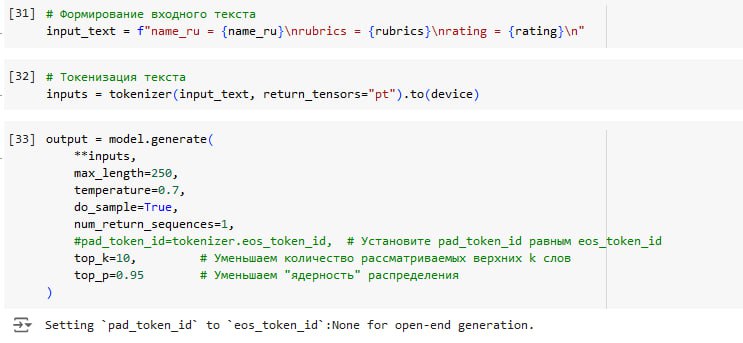 [31] # Формирование входного текста
input_text = f"name_ru = {name_ru}\nrubrics = {rubrics}\nrating = {rating}\n"
[32] # Токенизация текста
inputs = tokenizer(input_text, return_tensors="pt").to(device)
[33] output = model.generate(
**inputs,
max_length=250,
temperature=0.7,
do_sample=True,
num_return_sequences=1,
#pad_token_id=tokenizer.eos_token_id, # Установите pad_token_id равным eos_token_id
top_k=10, # Уменьшаем количество рассматриваемых верхних k слов
top_p=0.95 # Уменьшаем "ядерность" распределения
)
Setting `pad_token_id` to `eos_token_id`:None for open-end generation.